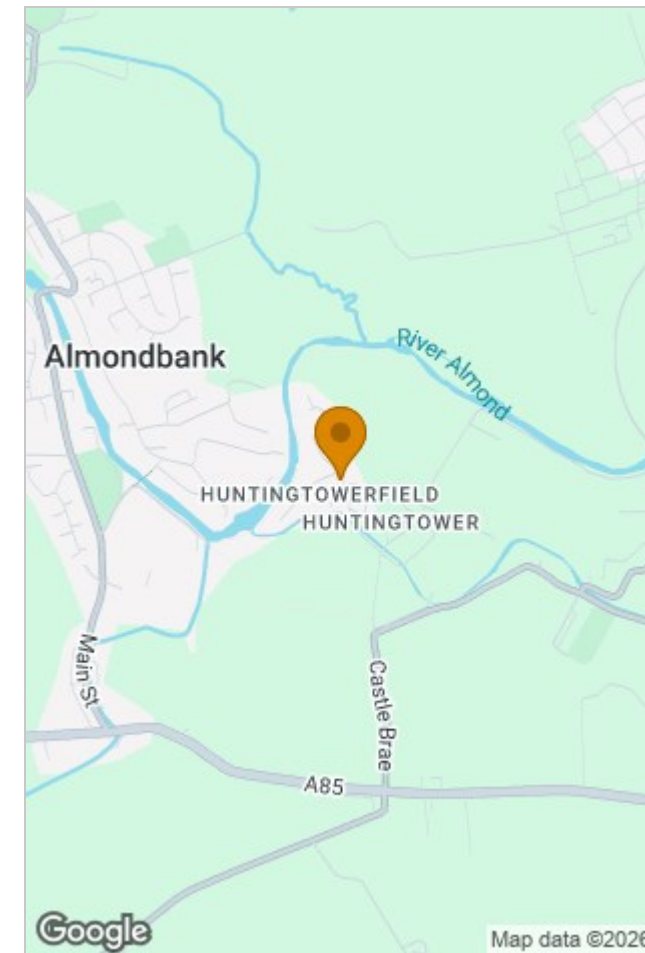 River Almond
Almondbank
HUNTINGTOWERFIELD
HUNTINGTOWER
Main St
Castle Brae
A85
Google
Map data ©2026